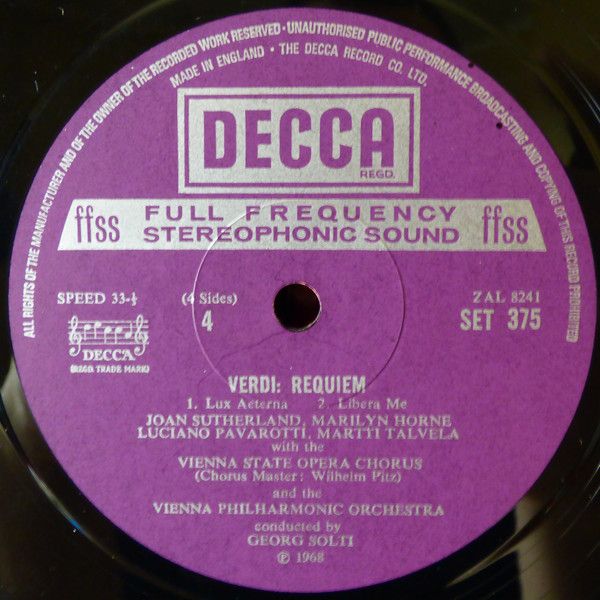 ALL RIGHTS OF THE MANUFACTURER AND OF THE OWNER OF THE RECORDED WORK RESERVED · UNAUTHORISED PUBLIC PERFORMANCE BROADCASTING AND COPYING OF THIS RECORD PROHIBITED
MADE IN ENGLAND · THE DECCA RECORD CO. LTD.
DECCA
REGD.
ffss FULL FREQUENCY STEREOPHONIC SOUND ffss
SPEED 33-⅓ (4 Sides) ZAL 8241
4 SET 375
DECCA
(REGD. TRADE MARK)
VERDI: REQUIEM
1. Lux Aeterna 2. Libera Me
JOAN SUTHERLAND, MARILYN HORNE
LUCIANO PAVAROTTI, MARTTI TALVELA
with the
VIENNA STATE OPERA CHORUS
(Chorus Master: Wilhelm Pitz)
and the
VIENNA PHILHARMONIC ORCHESTRA
conducted by
GEORG SOLTI
℗ 1968